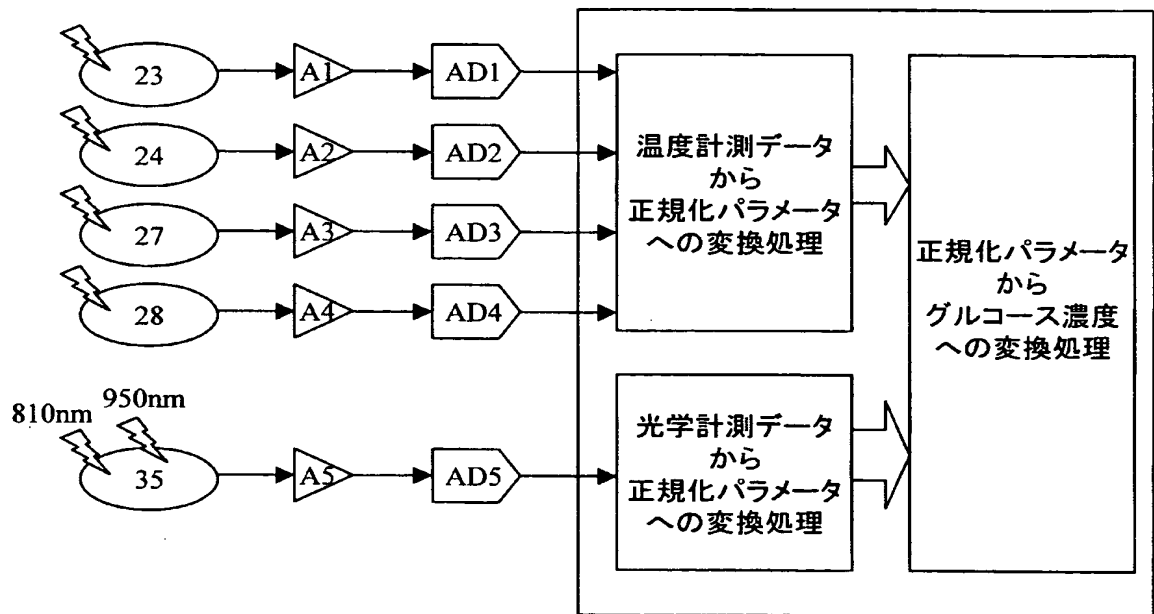 23 A1 AD1
24 A2 AD2
27 A3 AD3
28 A4 AD4
温度計測データ
から
正規化パラメータ
への変換処理
810nm
950nm
35 A5 AD5
光学計測データ
から
正規化パラメータ
への変換処理
正規化パラメータ
から
グルコース濃度
への変換処理